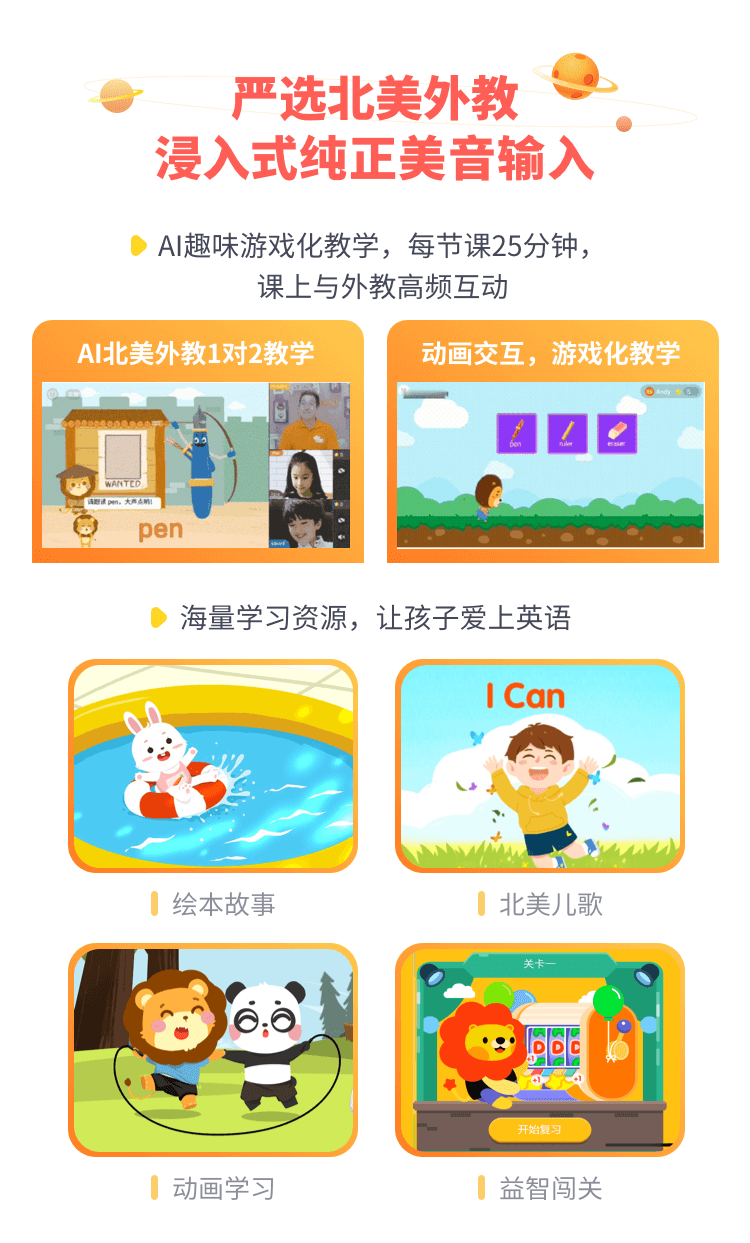 严选北美外教
浸入式纯正美音输入
AI趣味游戏化教学，每节课25分钟，
课上与外教高频互动
AI北美外教1对2教学
动画交互，游戏化教学
WANTED
请跟读 pen，大声点哟！
pen
Andy
5
pen
ruler
eraser
海量学习资源，让孩子爱上英语
I Can
绘本故事
北美儿歌
关卡一
D D D
开始复习
动画学习
益智闯关